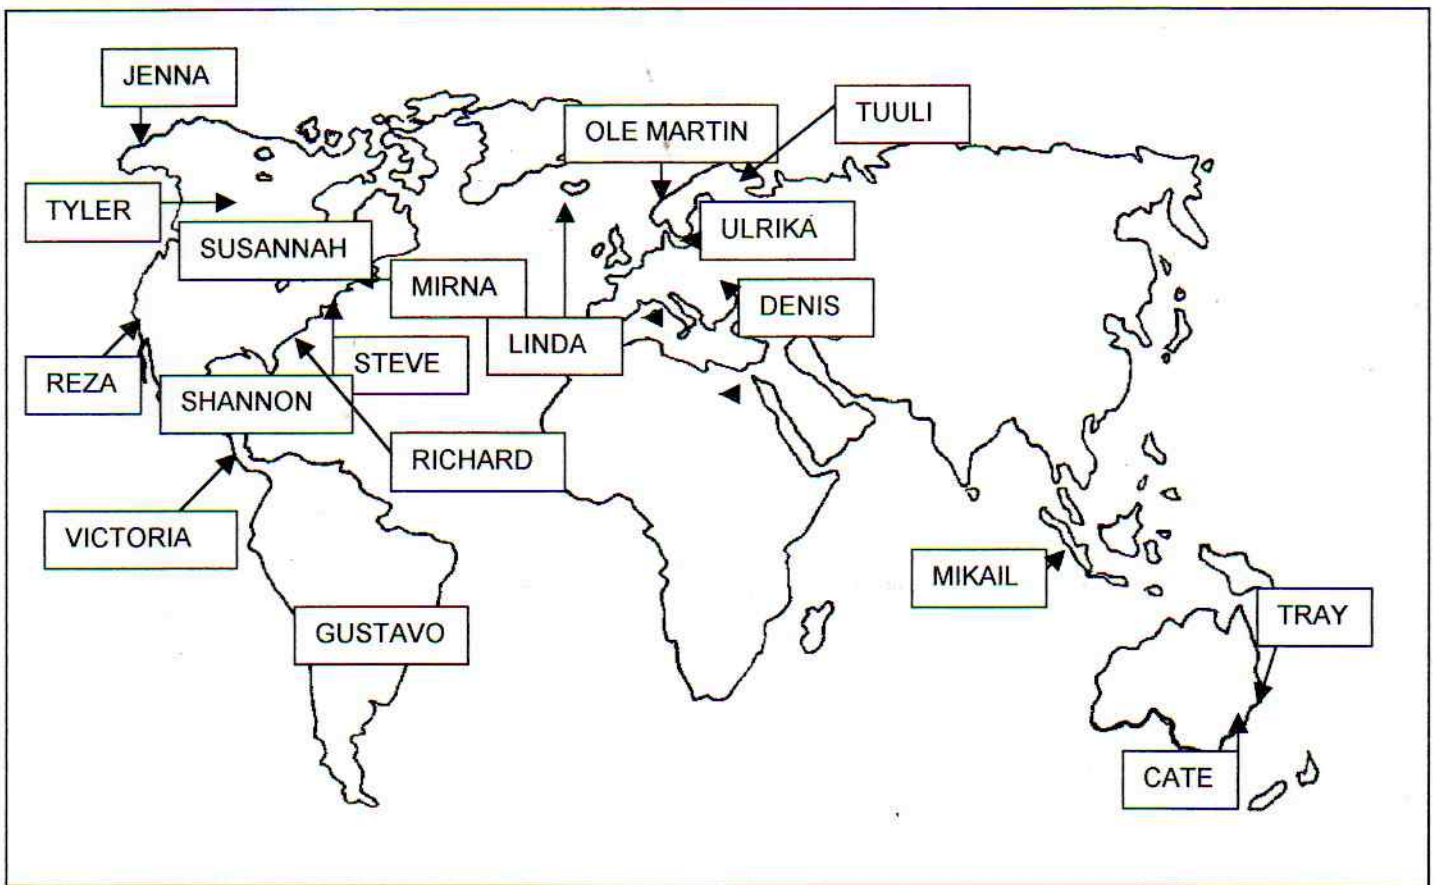 JENNA
TUULI
OLE MARTIN
TYLER
ULRIKA
SUSANNAH
MIRNA
DENIS
LINDA
STEVE
REZA
SHANNON
RICHARD
VICTORIA
MIKAIL
TRAY
GUSTAVO
CATE